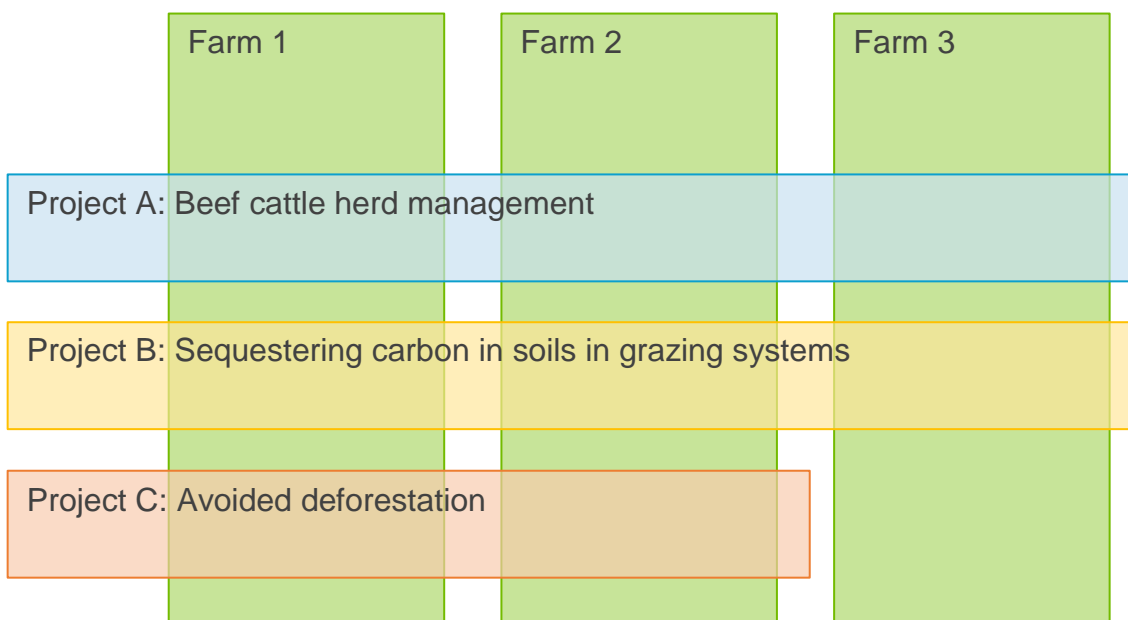 Farm 1
Farm 2
Farm 3
Project A: Beef cattle herd management
Project B: Sequestering carbon in soils in grazing systems
Project C: Avoided deforestation